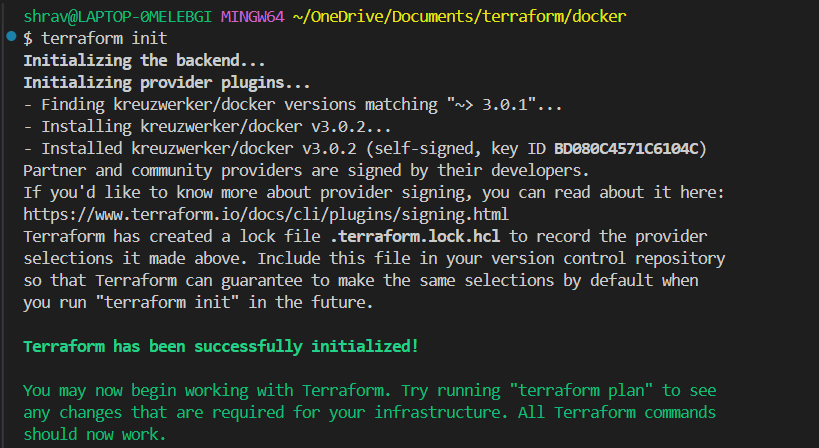 shrav@LAPTOP-0MELEBGI MINGW64 ~/OneDrive/Documents/terraform/docker
$ terraform init
Initializing the backend...
Initializing provider plugins...
- Finding kreuzwerker/docker versions matching "~> 3.0.1"...
- Installing kreuzwerker/docker v3.0.2...
- Installed kreuzwerker/docker v3.0.2 (self-signed, key ID BD080C4571C6104C)
Partner and community providers are signed by their developers.
If you'd like to know more about provider signing, you can read about it here:
https://www.terraform.io/docs/cli/plugins/signing.html
Terraform has created a lock file .terraform.lock.hcl to record the provider
selections it made above. Include this file in your version control repository
so that Terraform can guarantee to make the same selections by default when
you run "terraform init" in the future.
Terraform has been successfully initialized!
You may now begin working with Terraform. Try running "terraform plan" to see
any changes that are required for your infrastructure. All Terraform commands
should now work.